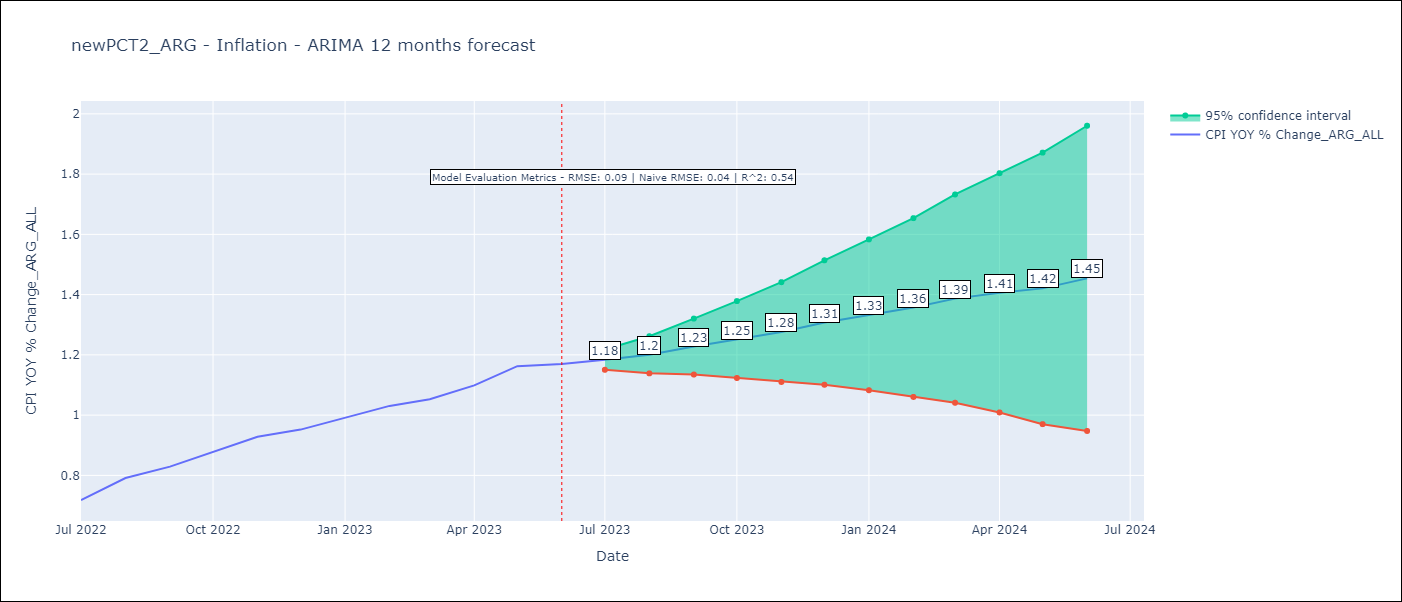 newPCT2_ARG - Inflation - ARIMA 12 months forecast
95% confidence interval
CPI YOY % Change_ARG_ALL
Model Evaluation Metrics - RMSE: 0.09 | Naive RMSE: 0.04 | R^2: 0.54
CPI YOY % Change_ARG_ALL
2
1.8
1.6
1.4
1.2
1
0.8
1.18
1.2
1.23
1.25
1.28
1.31
1.33
1.36
1.39
1.41
1.42
1.45
Jul 2022
Oct 2022
Jan 2023
Apr 2023
Jul 2023
Oct 2023
Jan 2024
Apr 2024
Jul 2024
Date